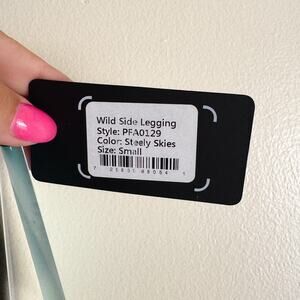 Wild Side Legging
Style: PFA0129
Color: Steely Skies
Size: Small